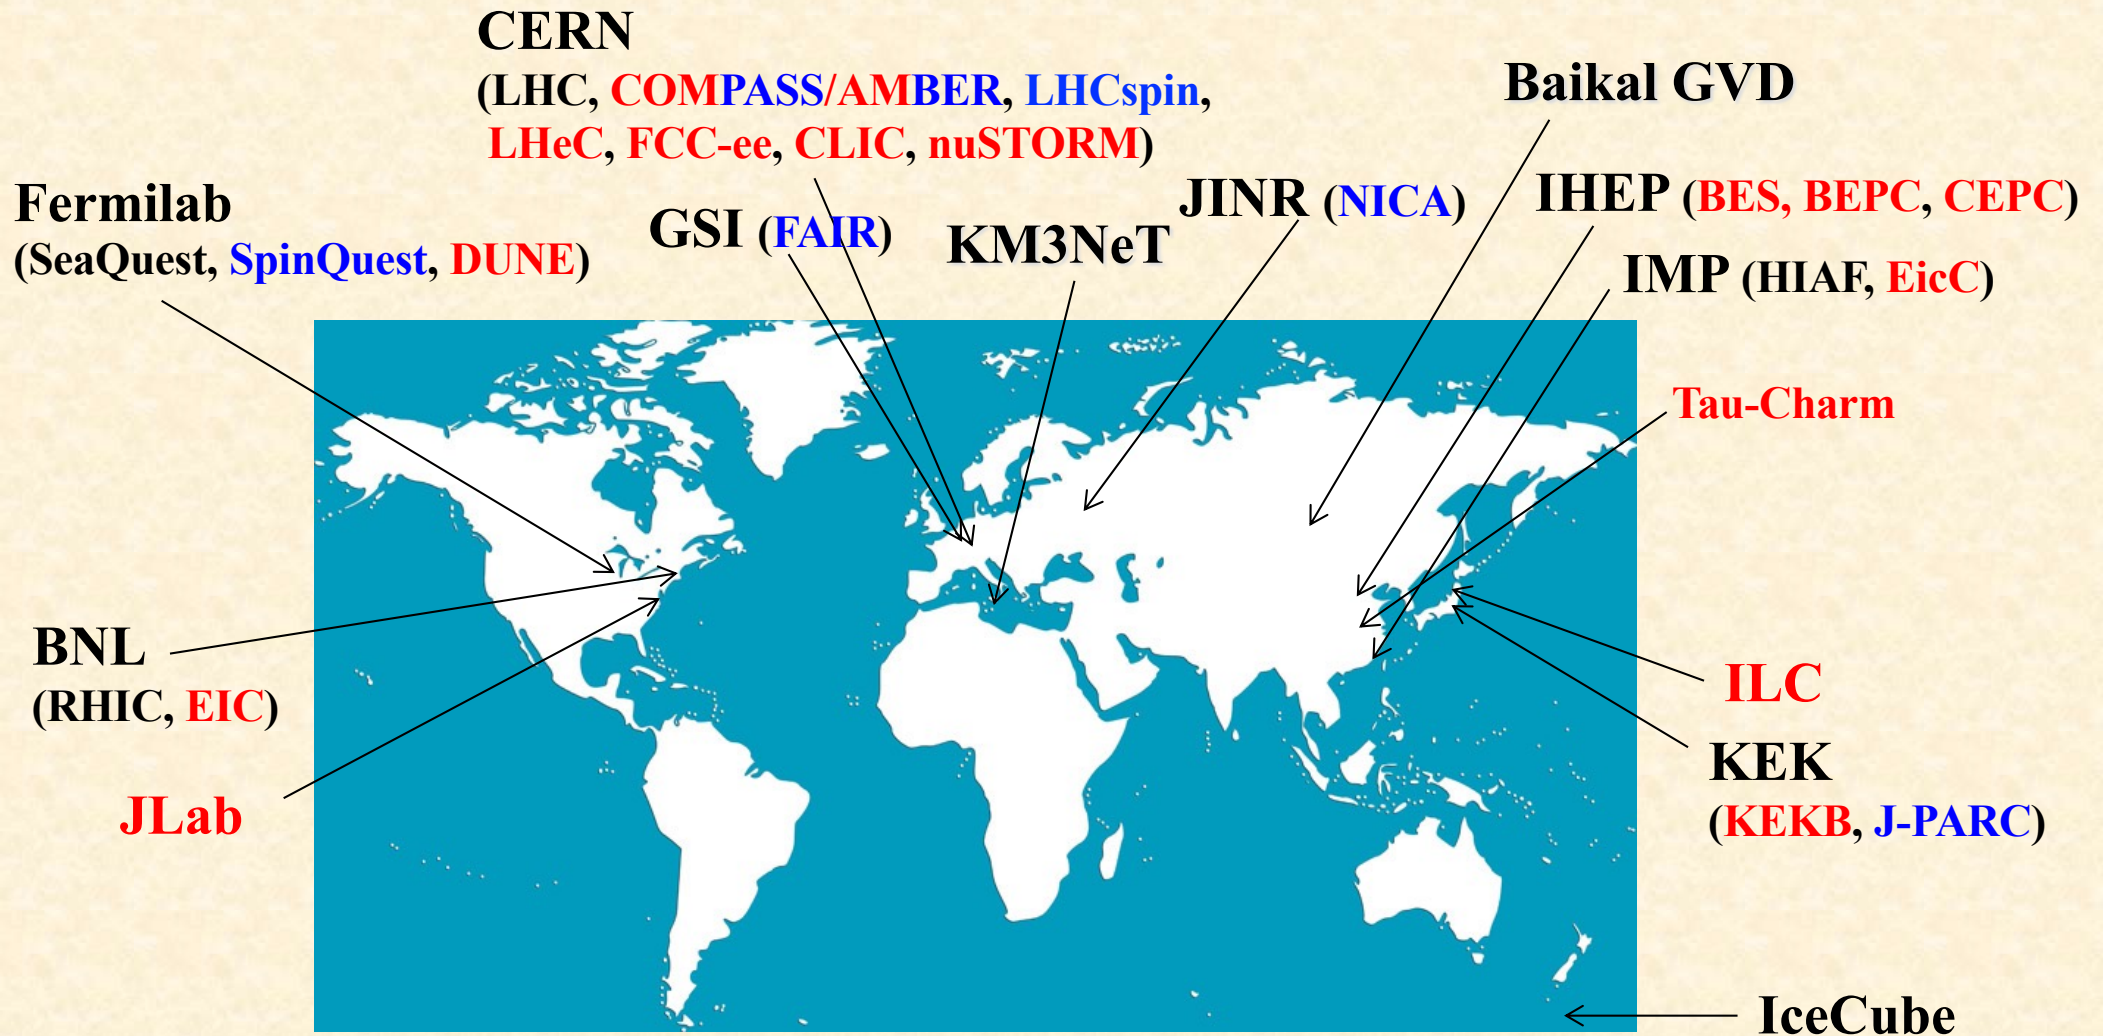 CERN
(LHC, COMPASS/AMBER, LHCspin,
LHeC, FCC-ee, CLIC, nuSTORM)
Baikal GVD
Fermilab
(SeaQuest, SpinQuest, DUNE)
GSI (FAIR)
KM3NeT
JINR (NICA)
IHEP (BES, BEPC, CEPC)
IMP (HIAF, EicC)
Tau-Charm
BNL
(RHIC, EIC)
JLab
ILC
KEK
(KEKB, J-PARC)
IceCube